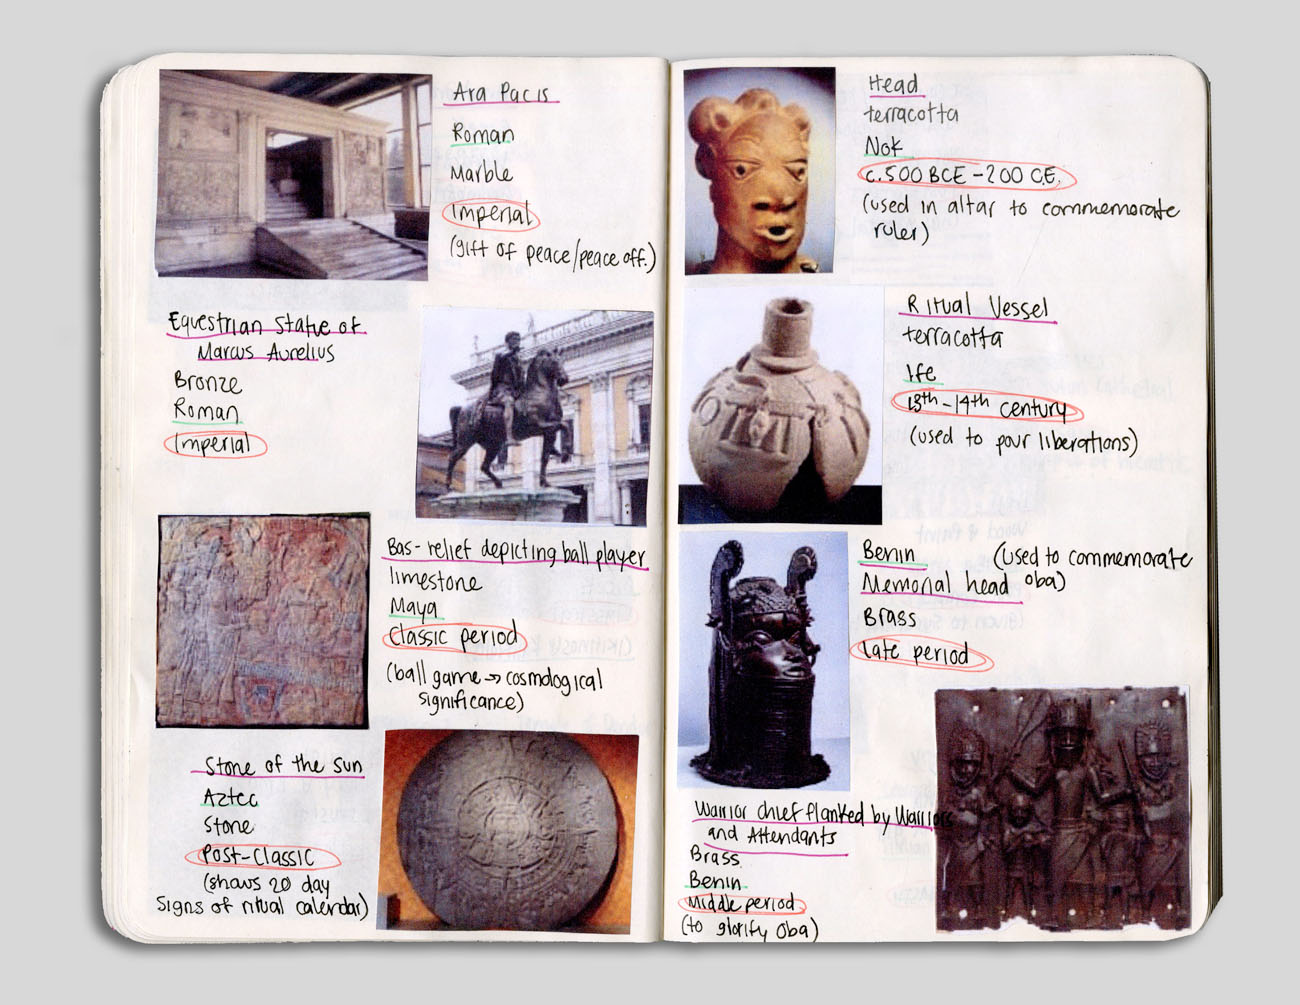 Ara Pacis
Roman
Marble
Imperial
(gift of peace/peace off.)
Equestrian Statue of
Marcus Aurelius
Bronze
Roman
Imperial
Bas-relief depicting ball player
limestone
Maya
Classic period
(ball game → cosmological
significance)
Stone of the Sun
Aztec
Stone
Post-Classic
(shows 20 day
signs of ritual calendar)
Head
terracotta
Nok
c.500 BCE - 200 C.E.
(used in altar to commemorate
ruler)
Ritual Vessel
terracotta
Ife
13th-14th century
(used to pour liberations)
Benin (used to commemorate
Memorial head oba)
Brass
late period
Warrior chief flanked by Warriors
and Attendants
Brass
Benin
Middle period
(to glorify Oba)